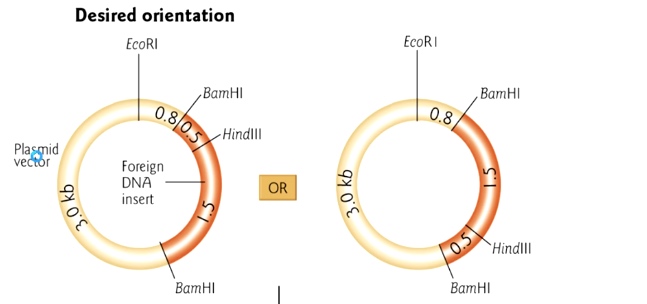 Desired orientation
EcoRI
BamHI
0.8
0.5
HindIII
Plasmid
vector
Foreign
DNA
insert
3.0 kb
1.5
BamHI
OR
EcoRI
BamHI
0.8
1.5
3.0 kb
0.5
HindIII
BamHI